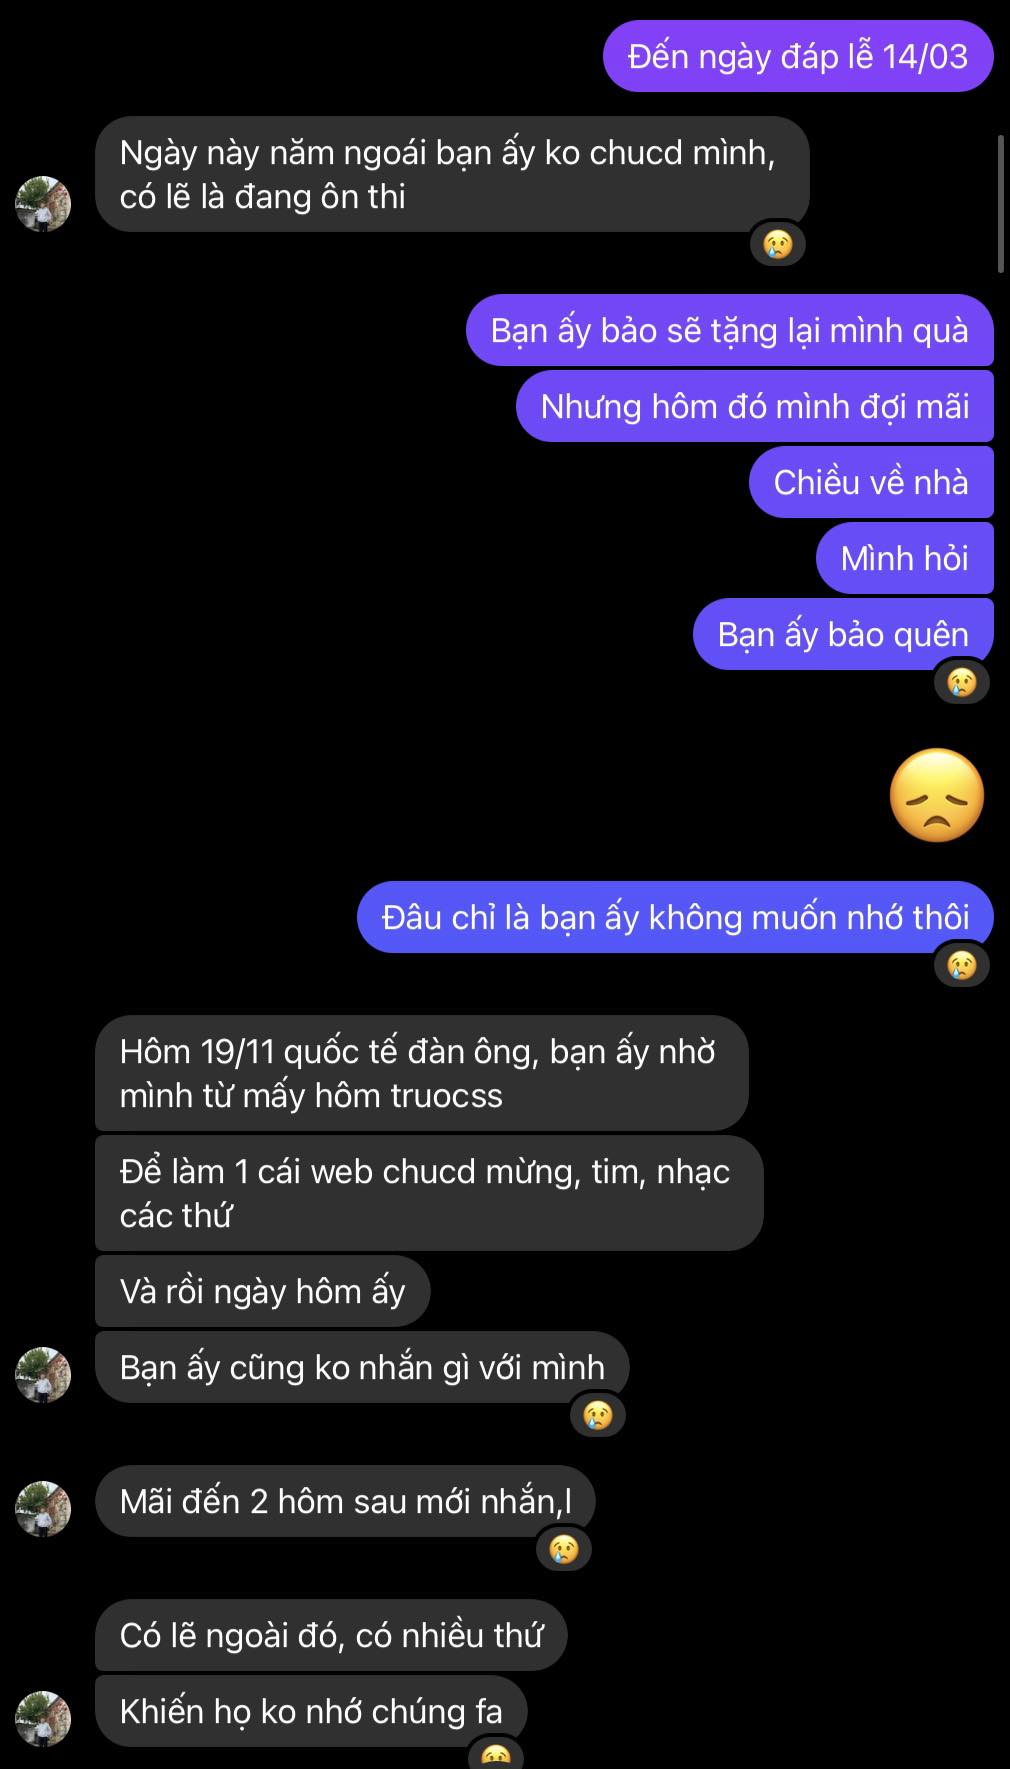 Đến ngày đáp lễ 14/03
Ngày này năm ngoái bạn ấy ko chucd mình,
có lẽ là đang ôn thi
Bạn ấy bảo sẽ tặng lại mình quà
Nhưng hôm đó mình đợi mãi
Chiều về nhà
Mình hỏi
Bạn ấy bảo quên
Đâu chỉ là bạn ấy không muốn nhớ thôi
Hôm 19/11 quốc tế đàn ông, bạn ấy nhờ
mình từ mấy hôm truocss
Để làm 1 cái web chucd mừng, tim, nhạc
các thứ
Và rồi ngày hôm ấy
Bạn ấy cũng ko nhắn gì với mình
Mãi đến 2 hôm sau mới nhắn,l
Có lẽ ngoài đó, có nhiều thứ
Khiến họ ko nhớ chúng fa